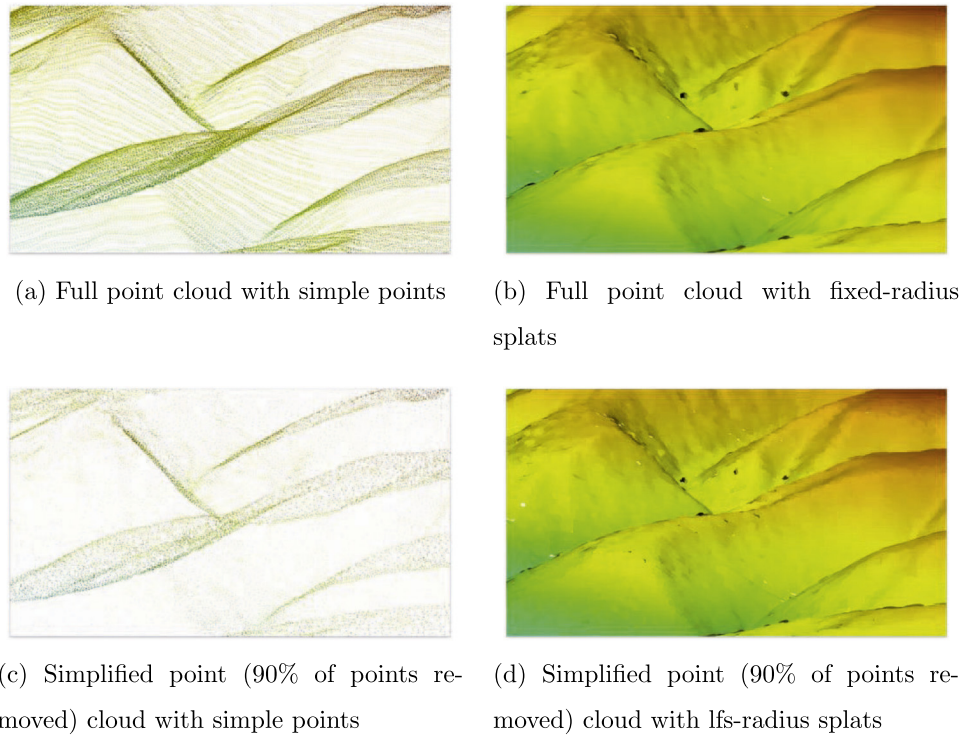 (a) Full point cloud with simple points
(b) Full point cloud with fixed-radius
splats
(c) Simplified point (90% of points re-
moved) cloud with simple points
(d) Simplified point (90% of points re-
moved) cloud with lfs-radius splats